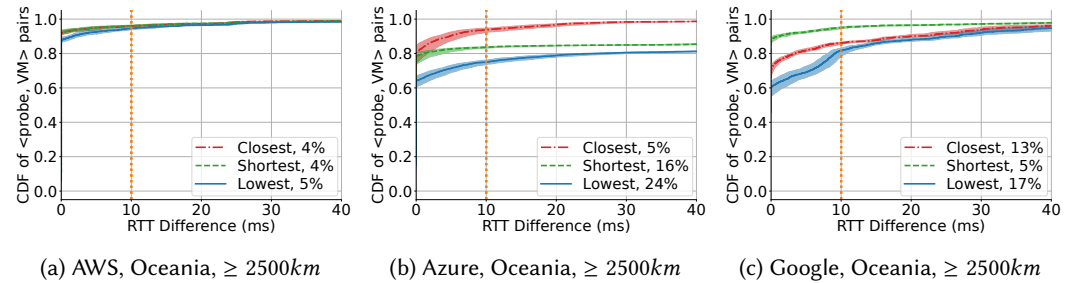 CDF of <probe, VM> pairs
1.0
0.8
0.6
0.4
0.2
0.0
Closest, 4%
Shortest, 4%
Lowest, 5%
0 10 20 30 40
RTT Difference (ms)
(a) AWS, Oceania, ≥ 2500km
CDF of <probe, VM> pairs
1.0
0.8
0.6
0.4
0.2
0.0
Closest, 5%
Shortest, 16%
Lowest, 24%
0 10 20 30 40
RTT Difference (ms)
(b) Azure, Oceania, ≥ 2500km
CDF of <probe, VM> pairs
1.0
0.8
0.6
0.4
0.2
0.0
Closest, 13%
Shortest, 5%
Lowest, 17%
0 10 20 30 40
RTT Difference (ms)
(c) Google, Oceania, ≥ 2500km